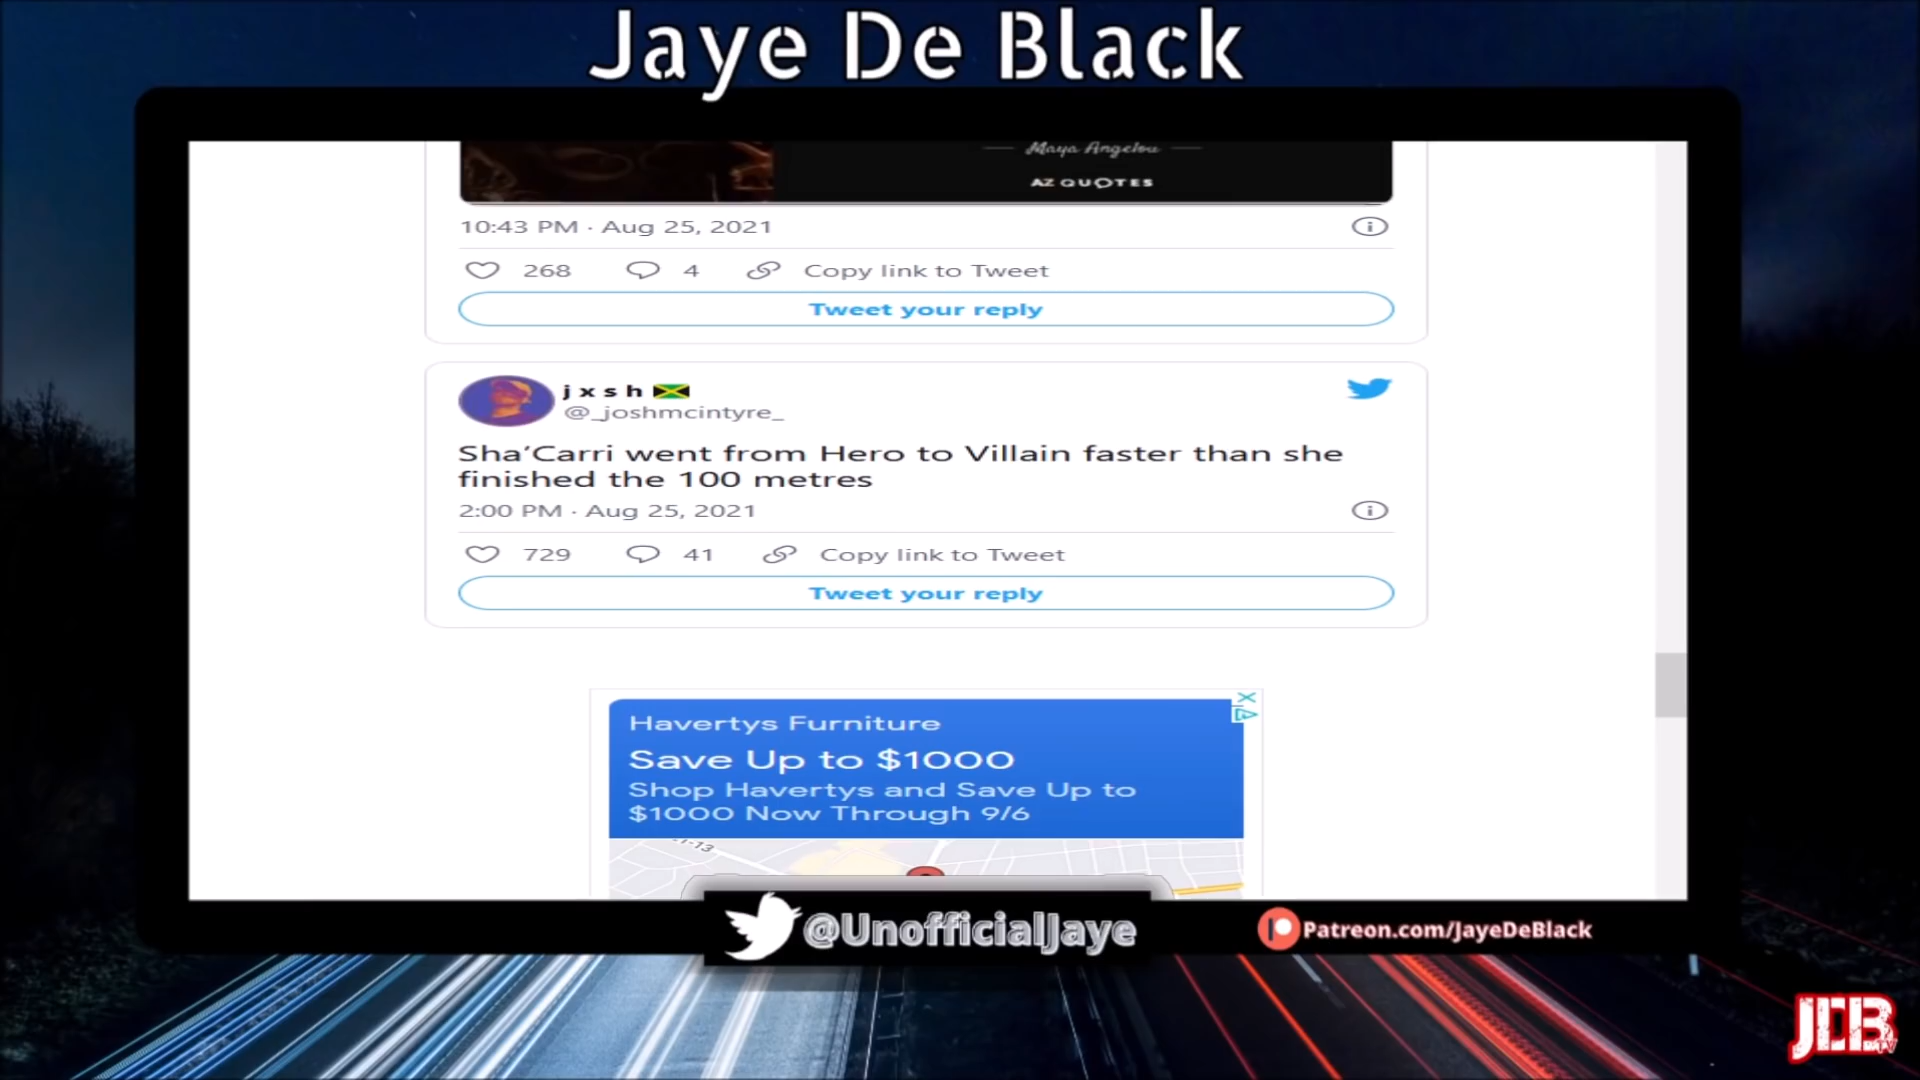 Jaye De Black
Maya Angelou
AZ QUOTES
10:43 PM · Aug 25, 2021
268 4 Copy link to Tweet
Tweet your reply
j x s h
@_joshmcintyre_
Sha’Carri went from Hero to Villain faster than she
finished the 100 metres
2:00 PM · Aug 25, 2021
729 41 Copy link to Tweet
Tweet your reply
Havertys Furniture
Save Up to $1000
Shop Havertys and Save Up to
$1000 Now Through 9/6
@UnofficialJaye
Patreon.com/JayeDeBlack
JDB
TV